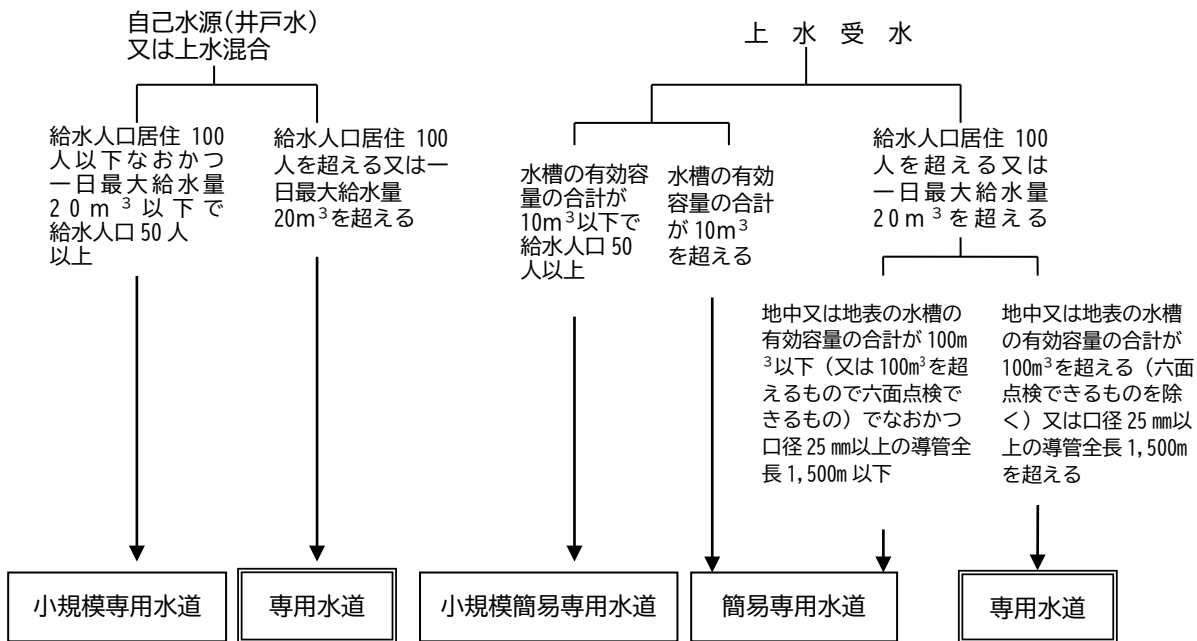 自己水源(井戸水)
又は上水混合
上水受水
給水人口居住 100
人以下なおかつ
一日最大給水量
20m³以下で
給水人口 50 人
以上
給水人口居住 100
人を超える又は一
日最大給水量
20m³を超える
水槽の有効容
量の合計が
10m³以下で
給水人口 50
人以上
水槽の有効
容量の合計
が 10m³
を超える
給水人口居住 100
人を超える又は
一日最大給水量
20m³を超える
地中又は地表の水槽の
有効容量の合計が 100m
³以下（又は 100m³を超
えるもので六面点検で
きるもの）でなおかつ
口径 25 ㎜以上の導管全
長 1,500m 以下
地中又は地表の水槽
の有効容量の合計が
100m³を超える（六面
点検できるものを除
く）又は口径 25 ㎜以
上の導管全長 1,500m
を超える
小規模専用水道
専用水道
小規模簡易専用水道
簡易専用水道
専用水道